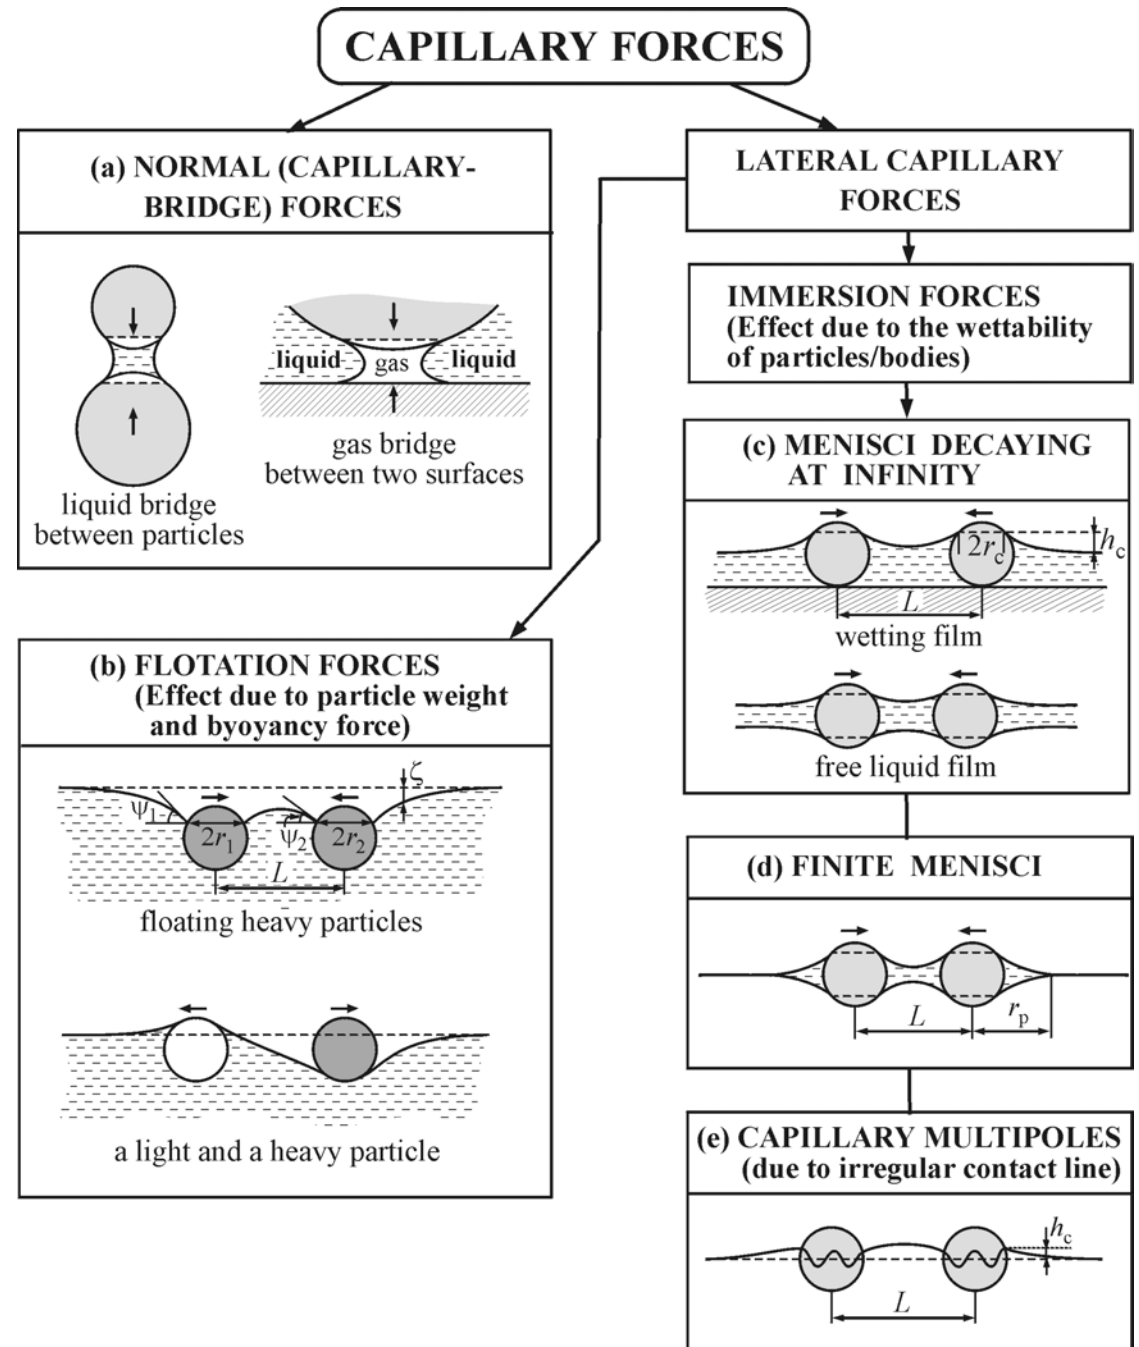 CAPILLARY FORCES
(a) NORMAL (CAPILLARY-
BRIDGE) FORCES
liquid
gas
liquid
gas bridge
between two surfaces
liquid bridge
between particles
LATERAL CAPILLARY
FORCES
IMMERSION FORCES
(Effect due to the wettability
of particles/bodies)
(c) MENISCI DECAYING
AT INFINITY
2r_c
h_c
L
wetting film
free liquid film
(b) FLOTATION FORCES
(Effect due to particle weight
and byoyancy force)
ζ
ψ_1
2r_1
ψ_2
2r_2
L
floating heavy particles
a light and a heavy particle
(d) FINITE MENISCI
L
r_p
(e) CAPILLARY MULTIPOLES
(due to irregular contact line)
h_c
L